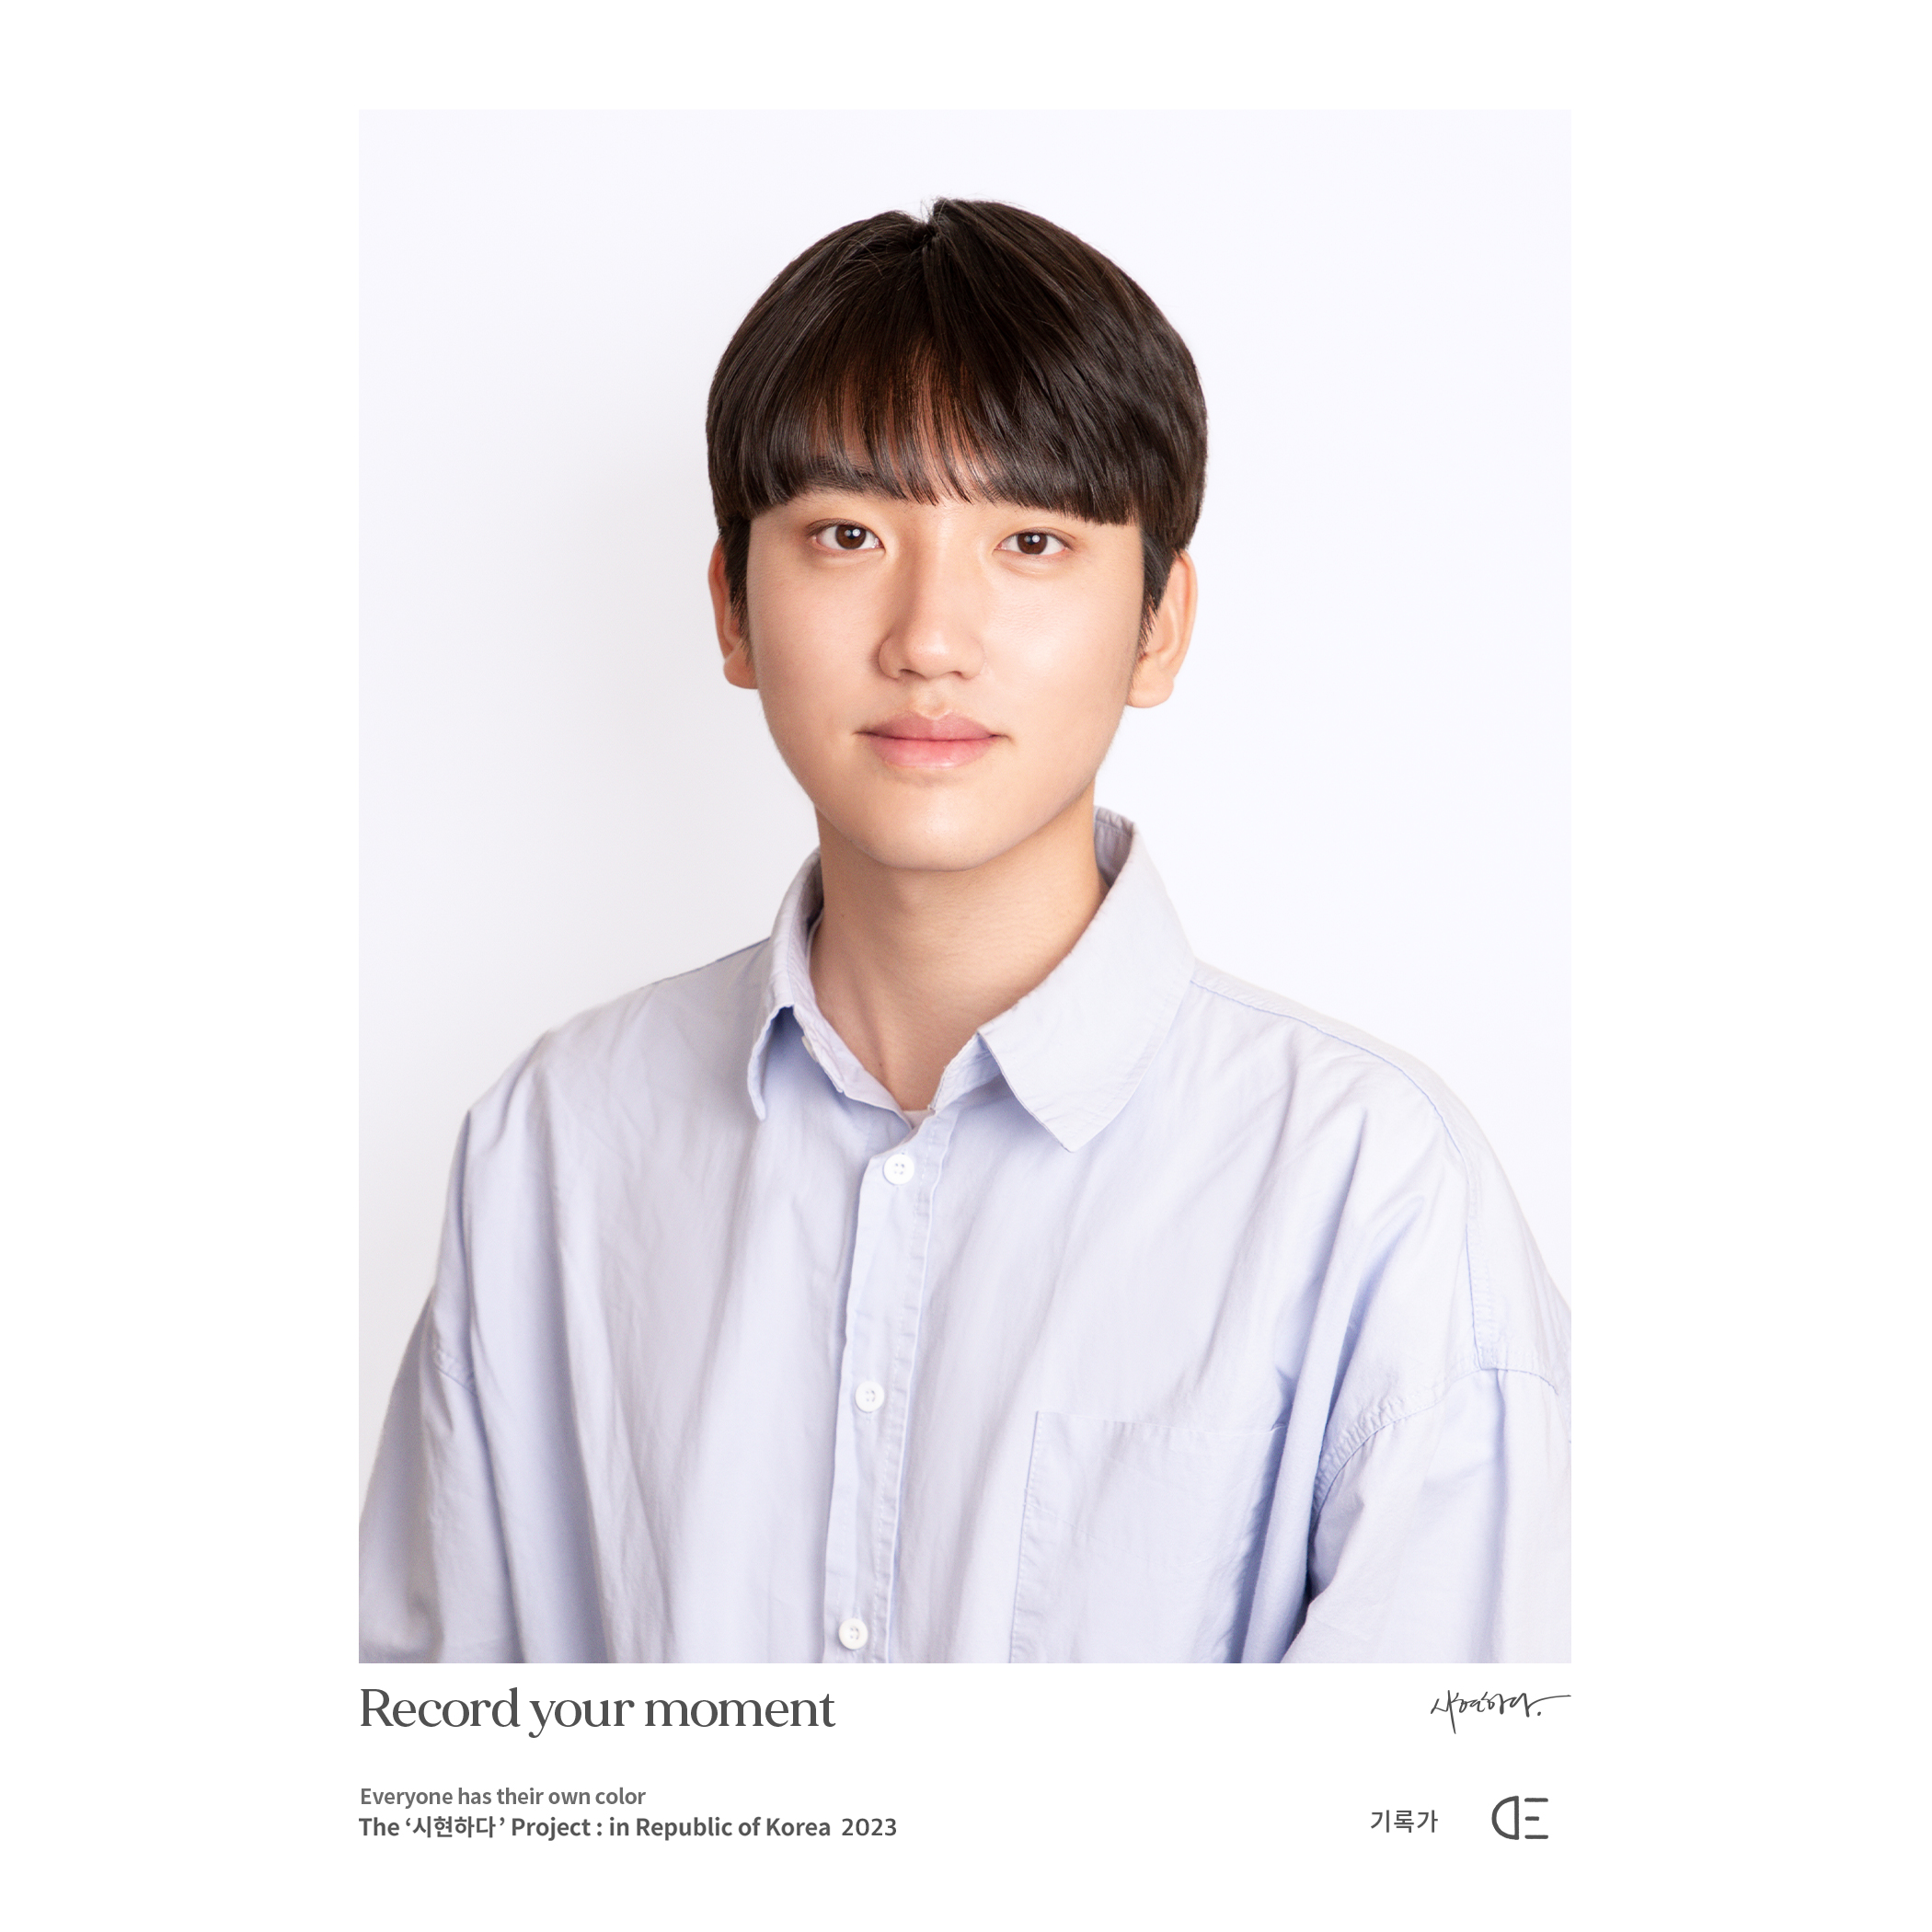 Record your moment
시현하다.
Everyone has their own color
The ‘시현하다’ Project : in Republic of Korea 2023
기록가